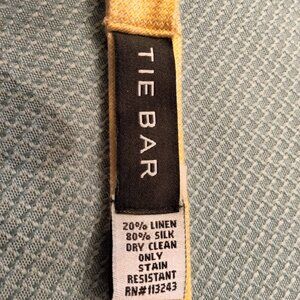 TIE BAR
20% LINEN
80% SILK
DRY CLEAN
ONLY
STAIN
RESISTANT
RN#113243